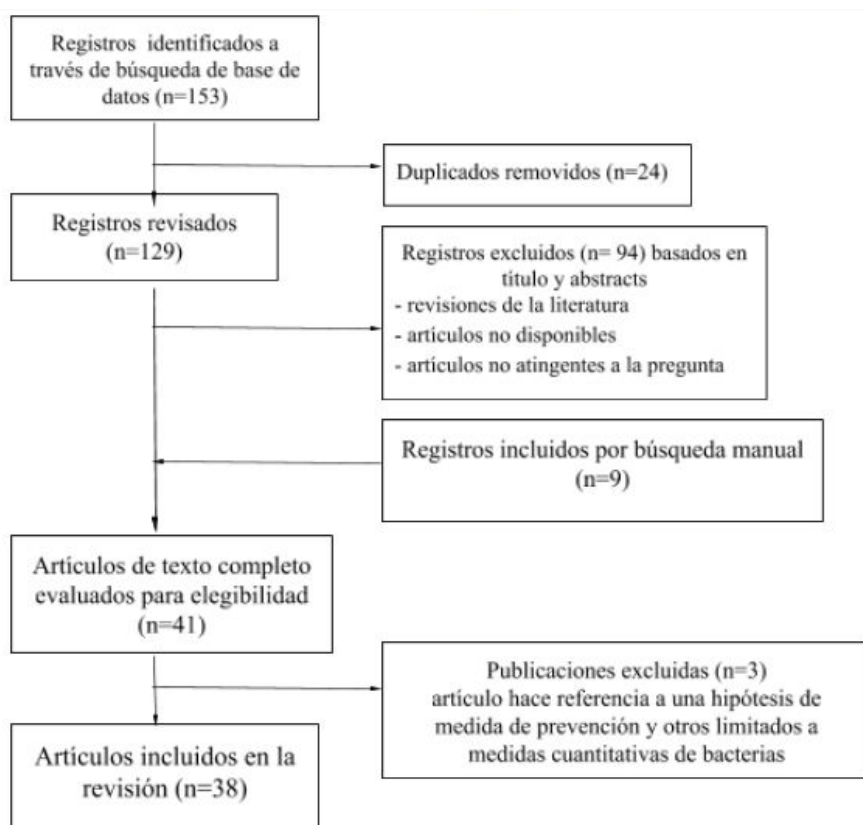 Registros identificados a
través de búsqueda de base de
datos (n=153)
Duplicados removidos (n=24)
Registros revisados
(n=129)
Registros excluidos (n= 94) basados en
titulo y abstracts
- revisiones de la literatura
- artículos no disponibles
- artículos no atingentes a la pregunta
Registros incluidos por búsqueda manual
(n=9)
Artículos de texto completo
evaluados para elegibilidad
(n=41)
Publicaciones excluidas (n=3)
artículo hace referencia a una hipótesis de
medida de prevención y otros limitados a
medidas cuantitativas de bacterias
Artículos incluidos en la
revisión (n=38)